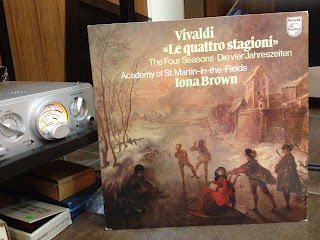 Vivaldi
«Le quattro stagioni»
The Four Seasons · Die vier Jahreszeiten
Academy of St. Martin-in-the-Fields
Iona Brown
PHILIPS